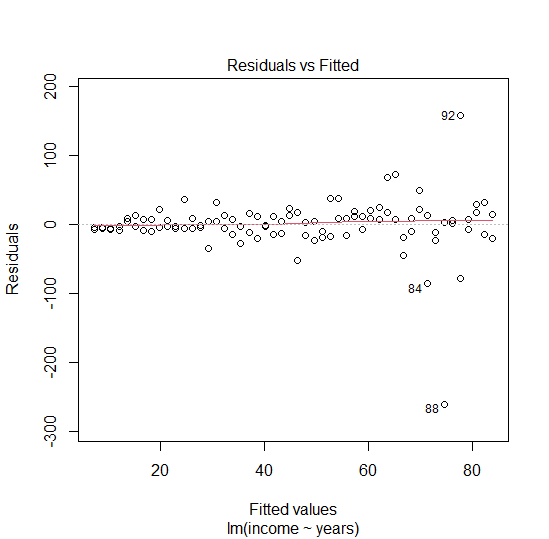 Residuals vs Fitted
200
100
0
-100
-200
-300
Residuals
92
84
88
20 40 60 80
Fitted values
lm(income ~ years)